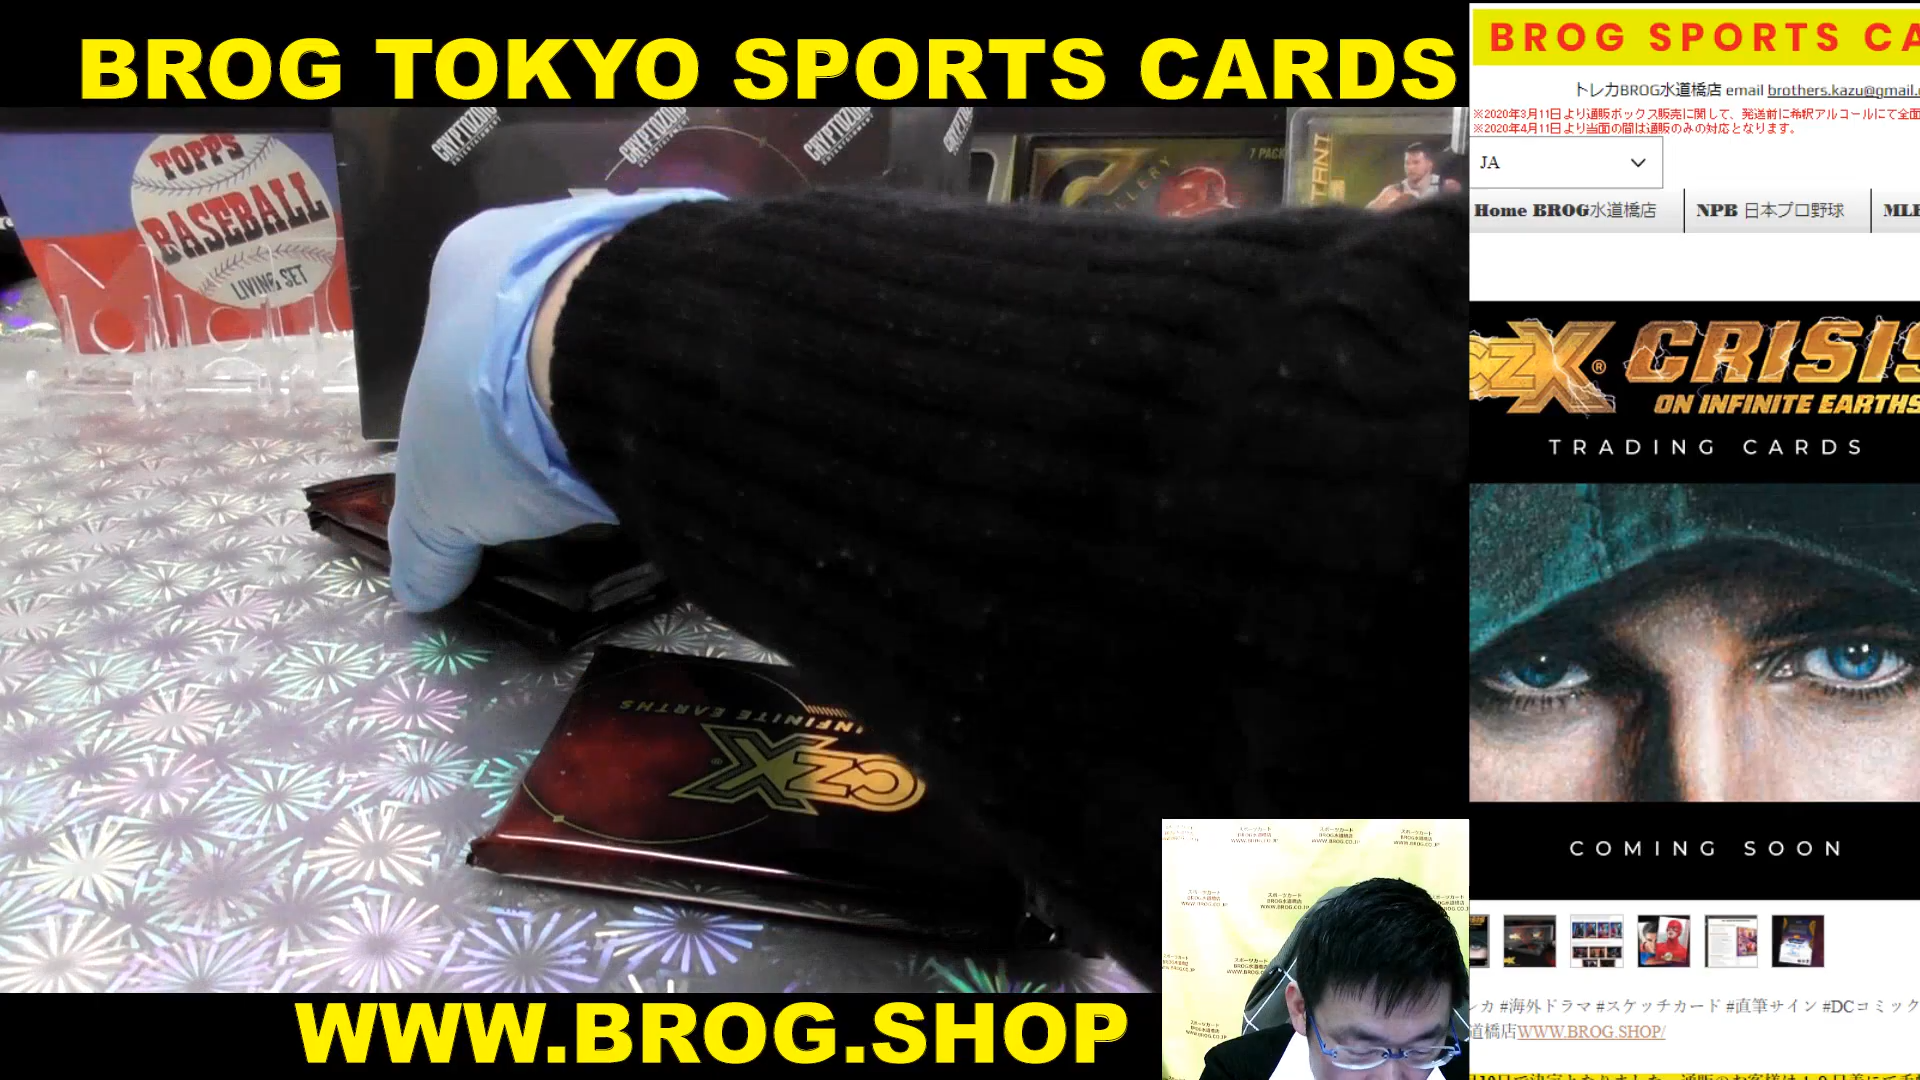 BROG TOKYO SPORTS CARDS
TOPPS
BASEBALL
LIVING SET
CRYPTOZOIC
ENTERTAINMENT
CRYPTOZOIC
ENTERTAINMENT
CRYPTOZOIC
ENTERTAINMENT
7 PACK
INFINITE EARTHS
CZX
WWW.BROG.SHOP
BROG SPORTS CA
トレカBROG水道橋店 email brothers.kazu@gmail.c
※2020年3月11日より通販ボックス販売に関して、発送前に希釈アルコールにて全面
※2020年4月11日より当面の間は通販のみの対応となります。
JA
Home BROG水道橋店
NPB 日本プロ野球
MLB
CZX® CRISIS
ON INFINITE EARTHS
TRADING CARDS
COMING SOON
レカ #海外ドラマ #スケッチカード #直筆サイン #DCコミック
道橋店WWW.BROG.SHOP/